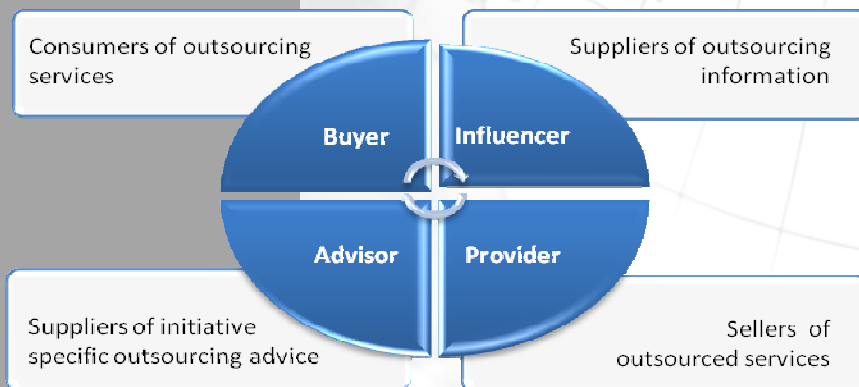 Consumers of outsourcing
services
Suppliers of outsourcing
information
Buyer
Influencer
Advisor
Provider
Suppliers of initiative
specific outsourcing advice
Sellers of
outsourced services